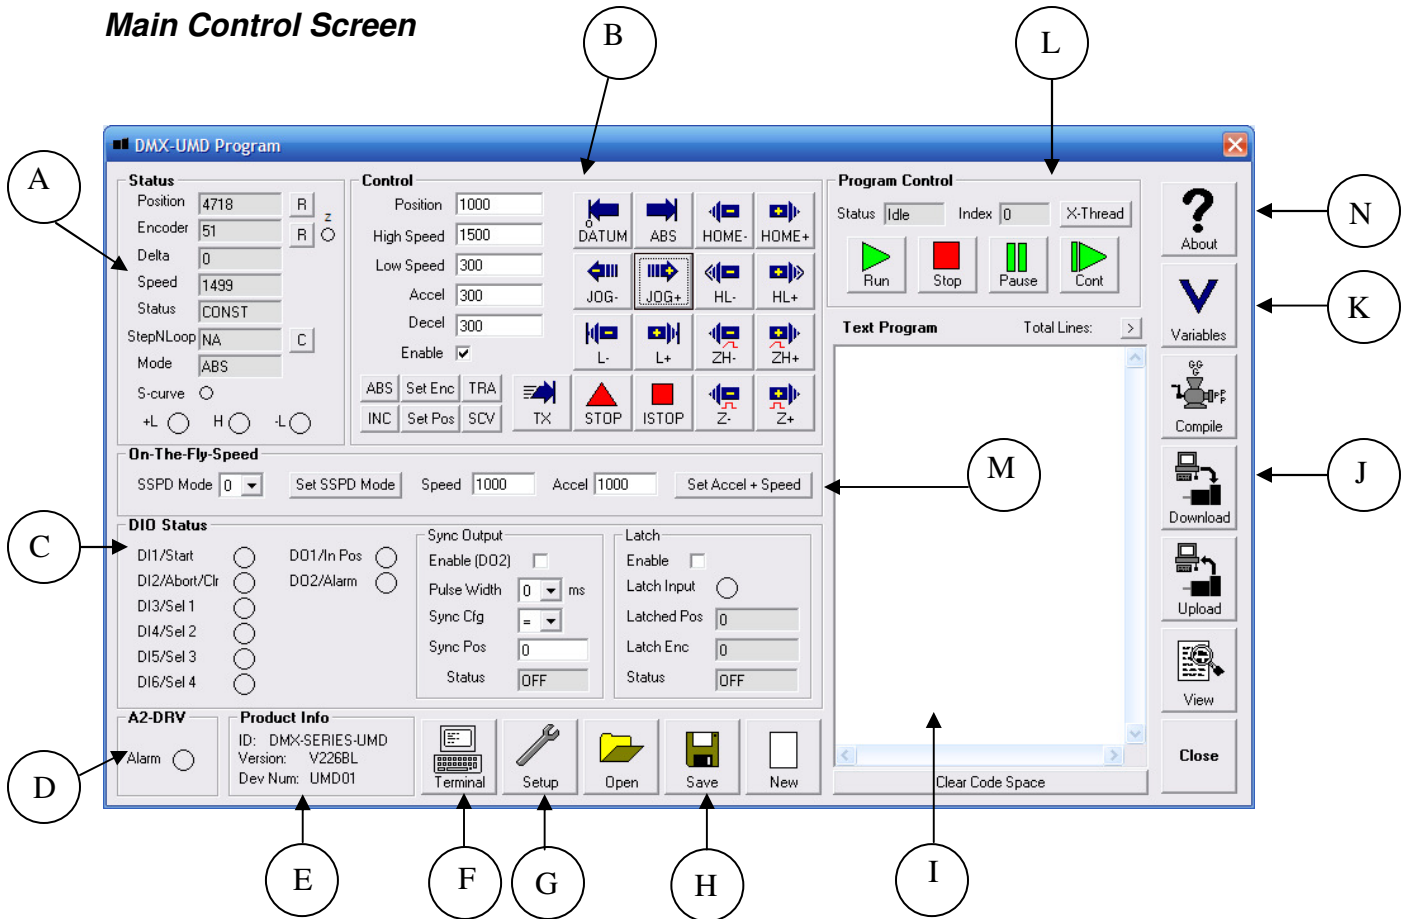 Main Control Screen
B
L
DMX-UMD Program
A
Status
Position 4718 R
Encoder 51 R Z
Delta 0
Speed 1499
Status CONST
StepNLoop NA C
Mode ABS
S-curve
+L H -L
Control
Position 1000
High Speed 1500
Low Speed 300
Accel 300
Decel 300
Enable
ABS Set Enc TRA
INC Set Pos SCV
DATUM ABS HOME- HOME+
JOG- JOG+ HL- HL+
L- L+ ZH- ZH+
TX STOP ISTOP Z- Z+
Program Control
Status Idle Index 0 X-Thread
Run Stop Pause Cont
Text Program Total Lines: >
Clear Code Space
About
Variables
Compile
Download
Upload
View
Close
N
K
J
On-The-Fly-Speed
SSPD Mode 0 Set SSPD Mode Speed 1000 Accel 1000 Set Accel + Speed
M
C
DIO Status
DI1/Start DO1/In Pos
DI2/Abort/Clr DO2/Alarm
DI3/Sel 1
DI4/Sel 2
DI5/Sel 3
DI6/Sel 4
Sync Output
Enable (DO2)
Pulse Width 0 ms
Sync Cfg =
Sync Pos 0
Status OFF
Latch
Enable
Latch Input
Latched Pos 0
Latch Enc 0
Status OFF
D
A2-DRV
Alarm
Product Info
ID: DMX-SERIES-UMD
Version: V226BL
Dev Num: UMD01
Terminal Setup Open Save New
E
F
G
H
I